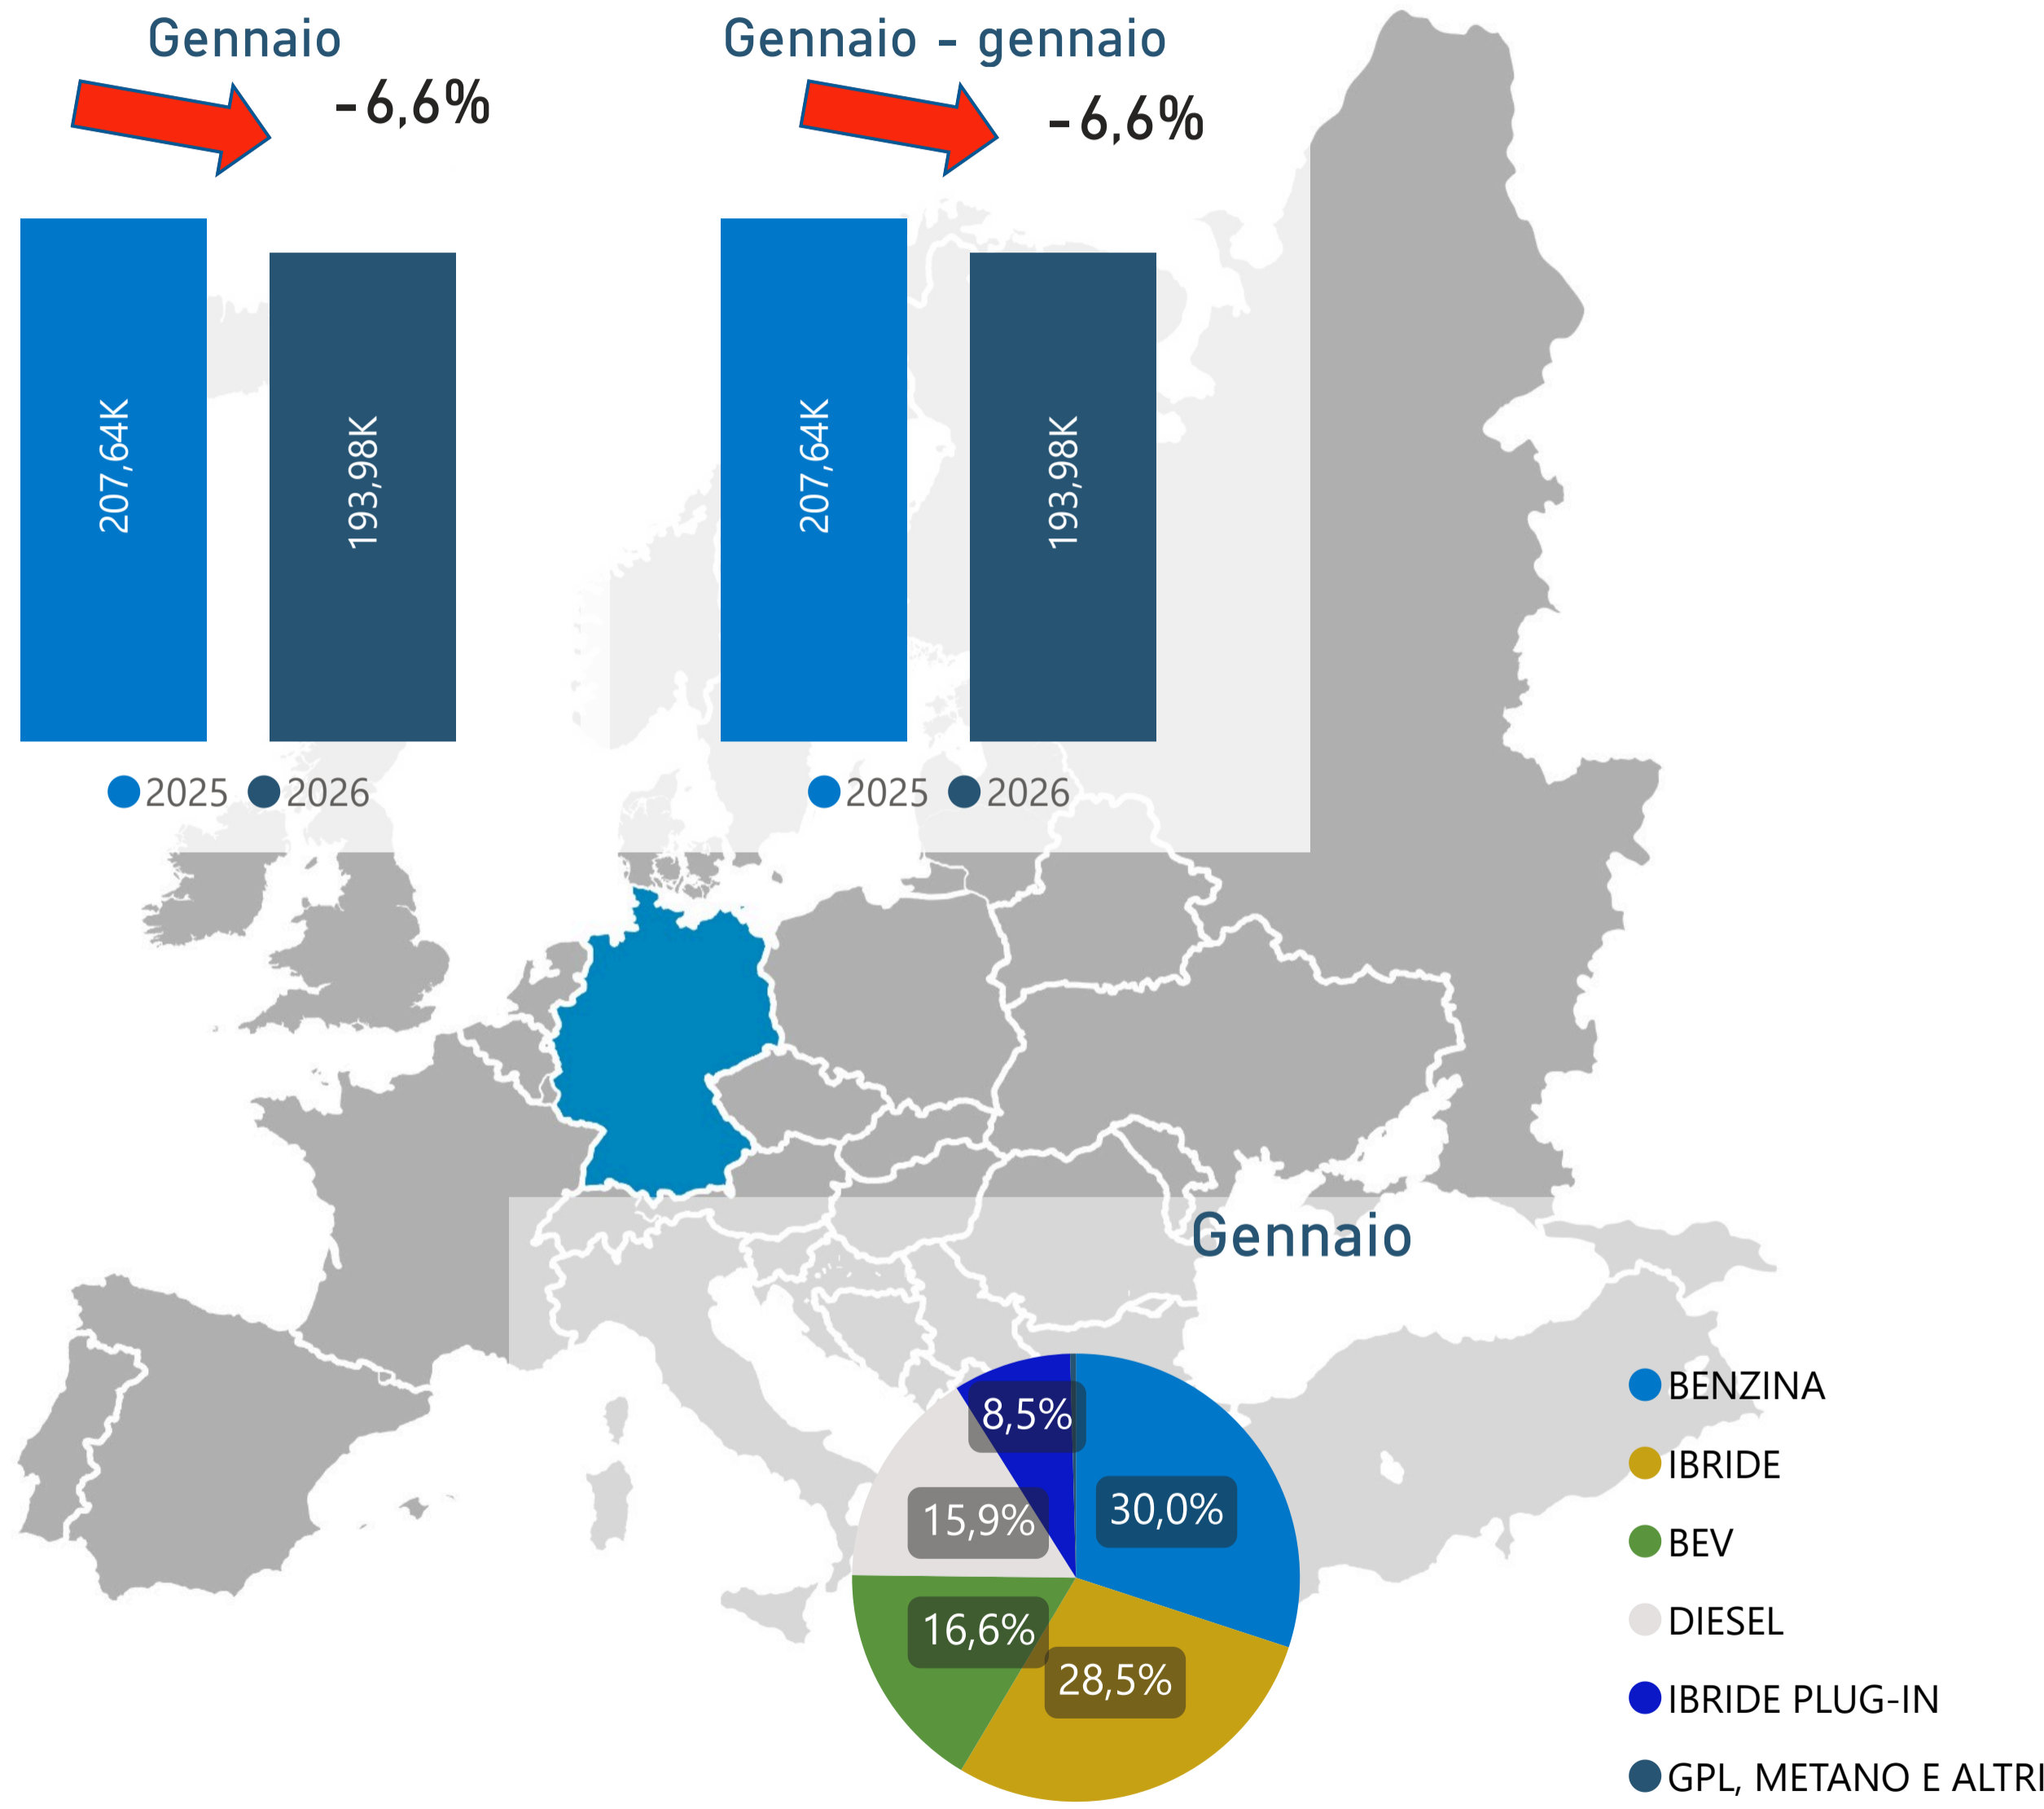 Gennaio
-6,6%
207,64K
193,98K
2025 2026
Gennaio - gennaio
-6,6%
207,64K
193,98K
2025 2026
Gennaio
8,5%
30,0%
15,9%
16,6%
28,5%
BENZINA
IBRIDE
BEV
DIESEL
IBRIDE PLUG-IN
GPL, METANO E ALTRI